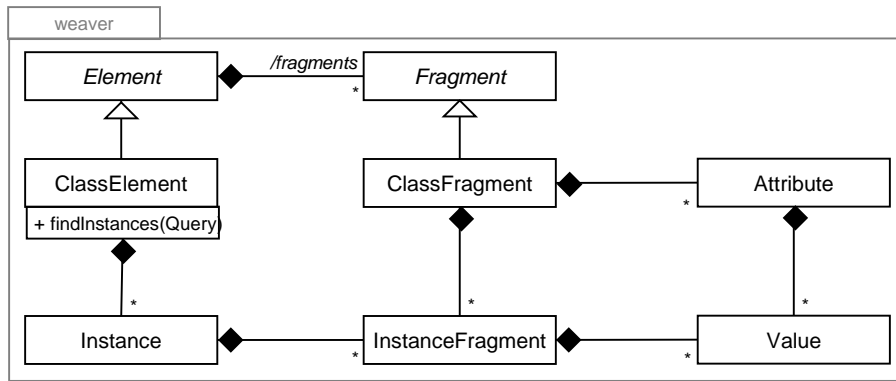 weaver
Element
/fragments
*
Fragment
ClassElement
+ findInstances(Query)
ClassFragment
*
Attribute
*
*
*
Instance
*
InstanceFragment
*
Value